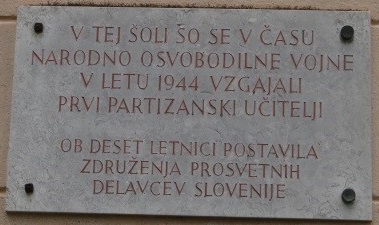 V TEJ ŠOLI SO SE V ČASU
NARODNO OSVOBODILNE VOJNE
V LETU 1944 VZGAJALI
PRVI PARTIZANSKI UČITELJI
OB DESET LETNICI POSTAVILA
ZDRUŽENJA PROSVETNIH
DELAVCEV SLOVENIJE